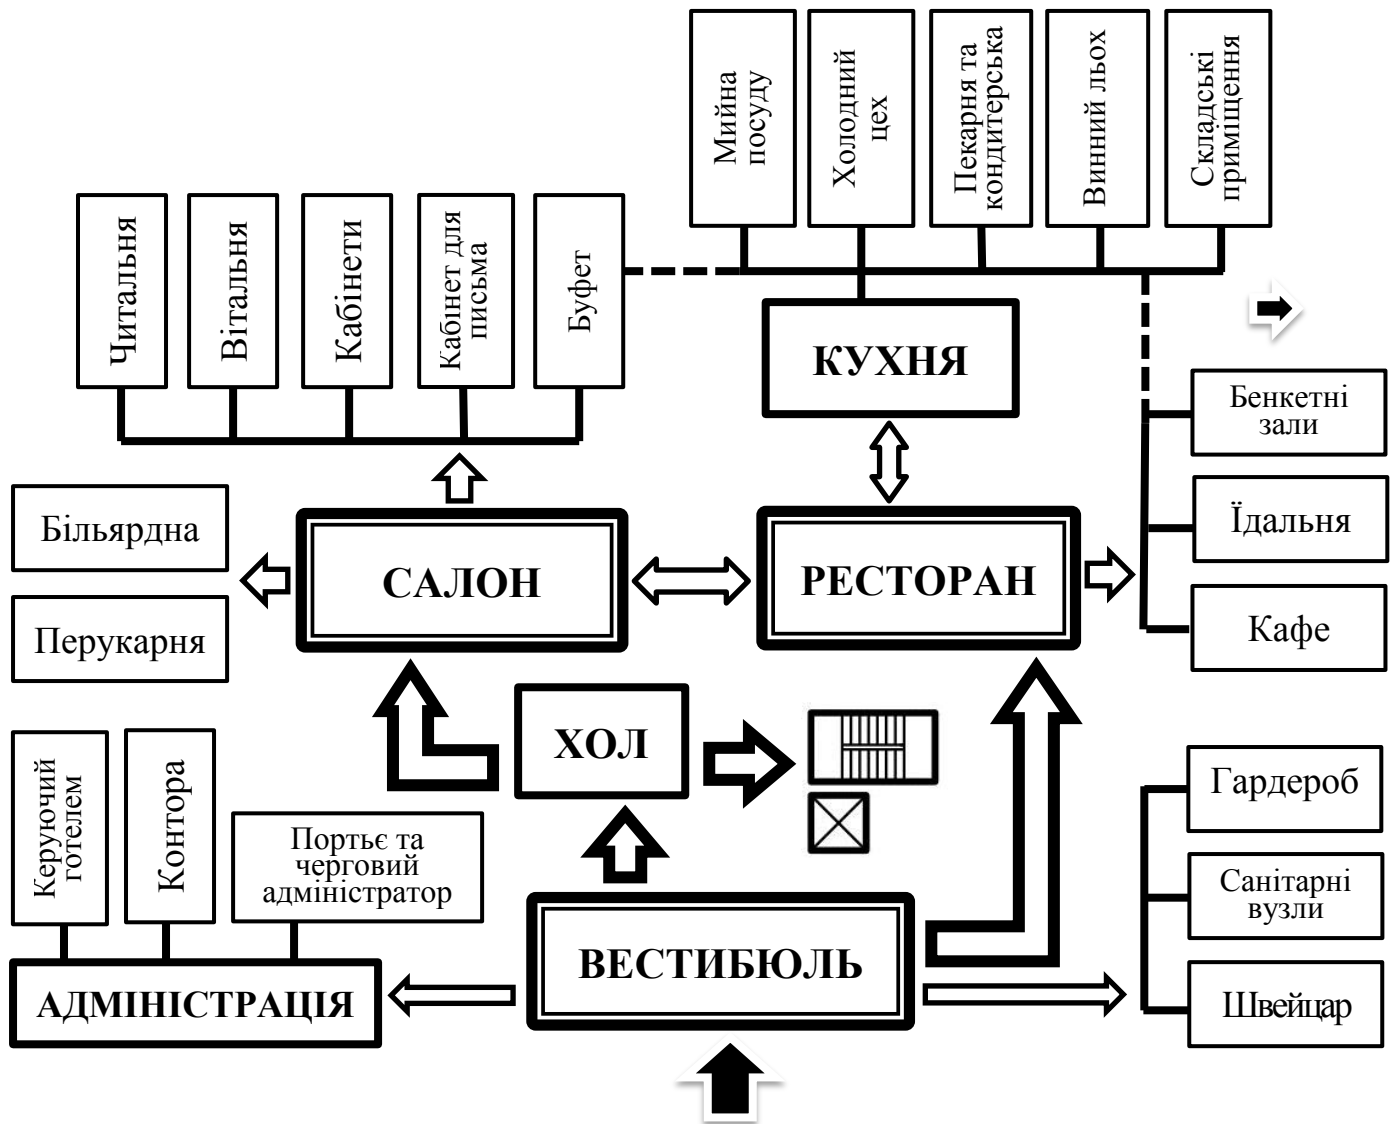 Мийна
посуду
Холодний
цех
Пекарня та
кондитерська
Винний льох
Складські
приміщення
Читальня
Вітальня
Кабінети
Кабінет для
письма
Буфет
КУХНЯ
Бенкетні
зали
Їдальня
Кафе
Більярдна
Перукарня
САЛОН
РЕСТОРАН
ХОЛ
Керуючий
готелем
Контора
Портьє та
черговий
адміністратор
АДМІНІСТРАЦІЯ
ВЕСТИБЮЛЬ
Гардероб
Санітарні
вузли
Швейцар